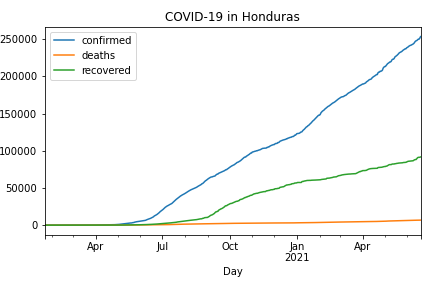 COVID-19 in Honduras
confirmed
deaths
recovered
250000
200000
150000
100000
50000
0
Apr
Jul
Oct
Jan
2021
Apr
Day